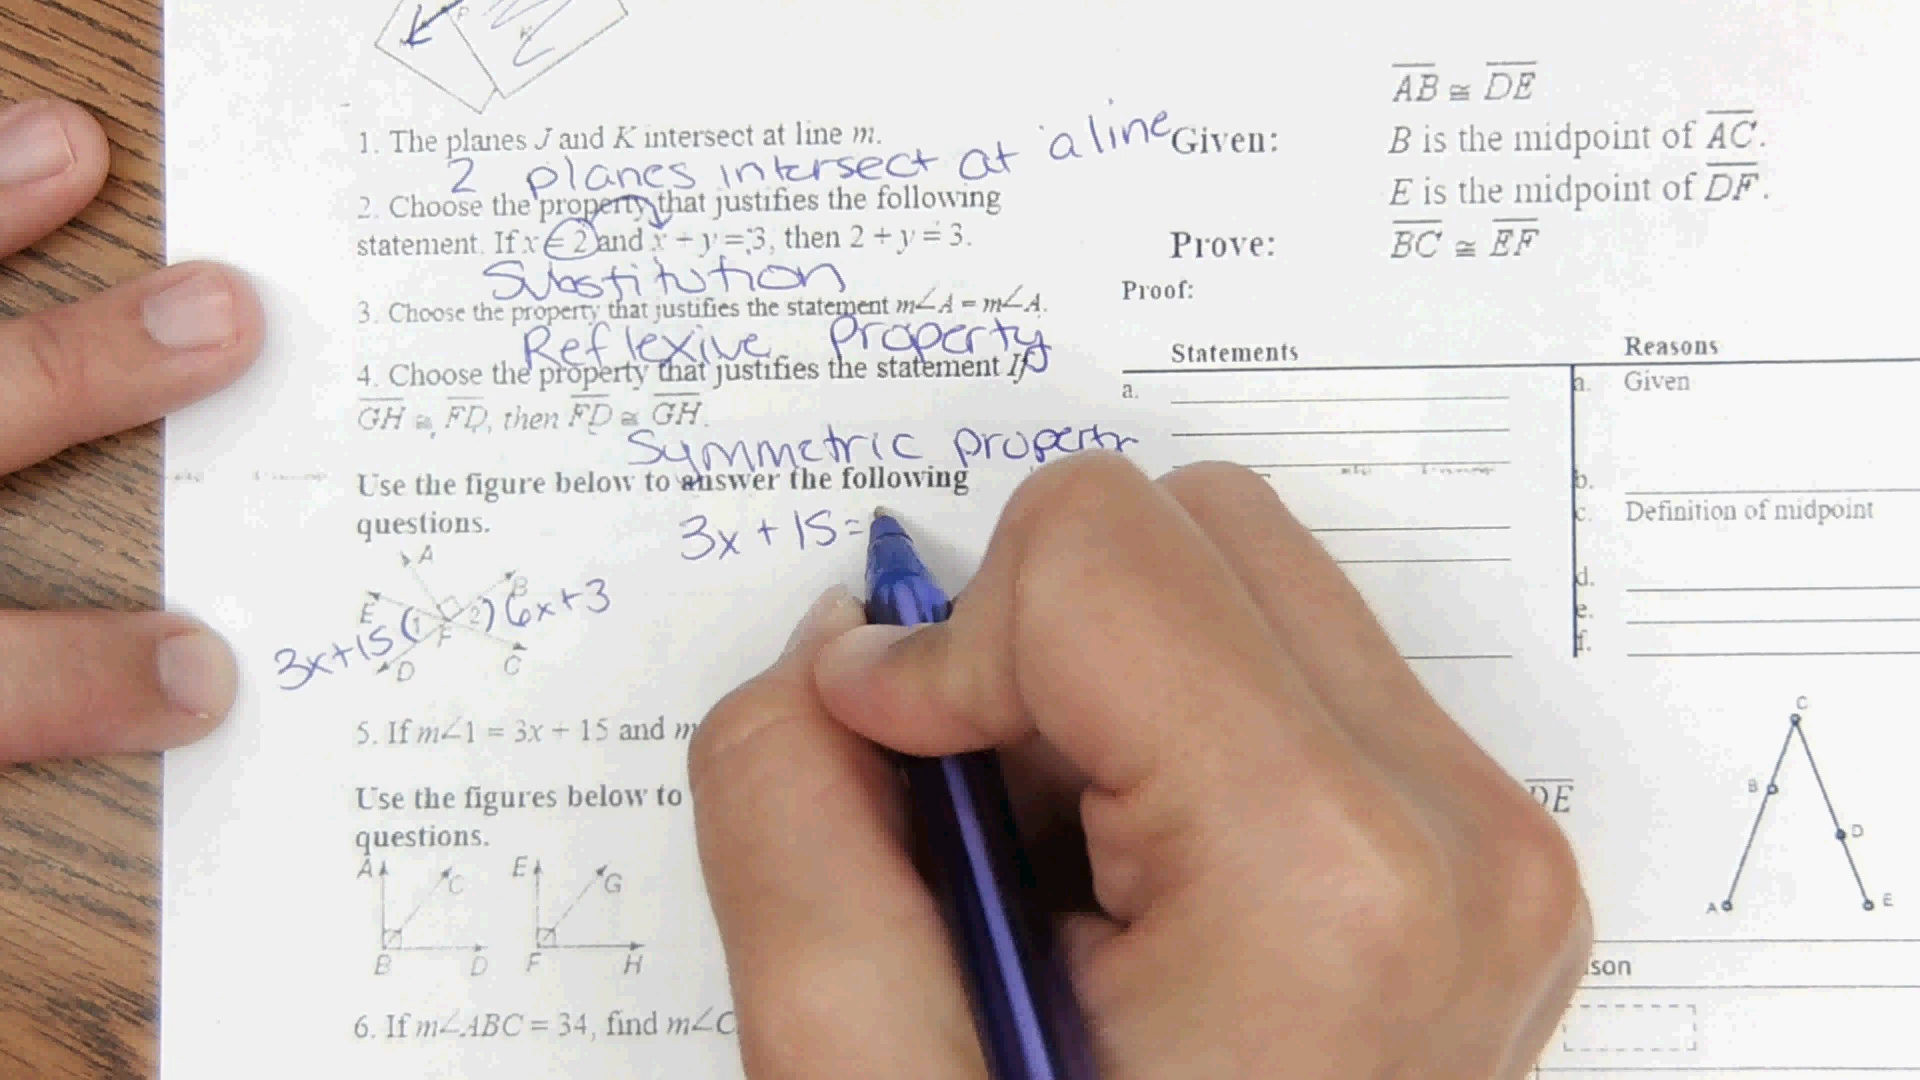 1. The planes J and K intersect at line m.
2 planes intersect at a line
2. Choose the property that justifies the following
statement. If x = 2 and x + y = 3, then 2 + y = 3.
Substitution
3. Choose the property that justifies the statement m∠A = m∠A.
Reflexive Property
4. Choose the property that justifies the statement If
GH ≅ FD, then FD ≅ GH.
Symmetric property
Use the figure below to answer the following
questions.
3x + 15 =
A
B
E
1
2
F
D
C
3x+15
6x+3
5. If m∠1 = 3x + 15 and m
Use the figures below to
questions.
A
C
B
D
E
G
F
H
6. If m∠ABC = 34, find m∠C
AB ≅ DE
Given: B is the midpoint of AC.
E is the midpoint of DF.
Prove: BC ≅ EF
Proof:
Statements Reasons
a. a. Given
b.
c. Definition of midpoint
d.
e.
f.
DE
C
B
D
A
E
son